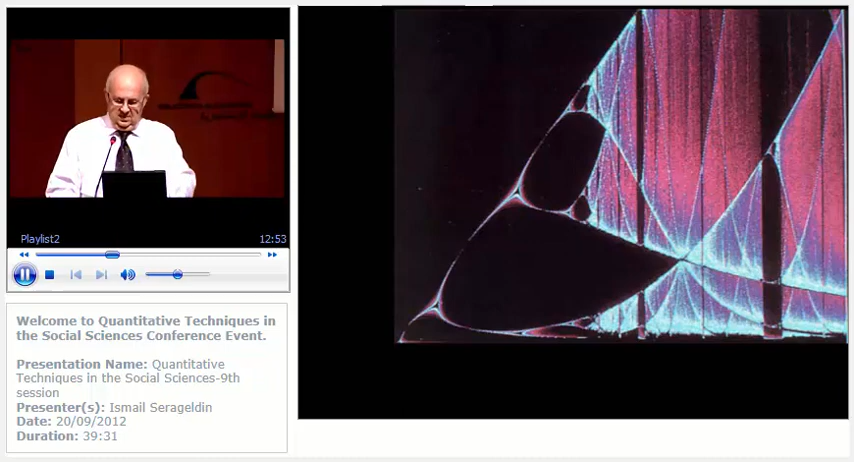 Playlist2 12:53
Welcome to Quantitative Techniques in
the Social Sciences Conference Event.
Presentation Name: Quantitative
Techniques in the Social Sciences-9th
session
Presenter(s): Ismail Serageldin
Date: 20/09/2012
Duration: 39:31